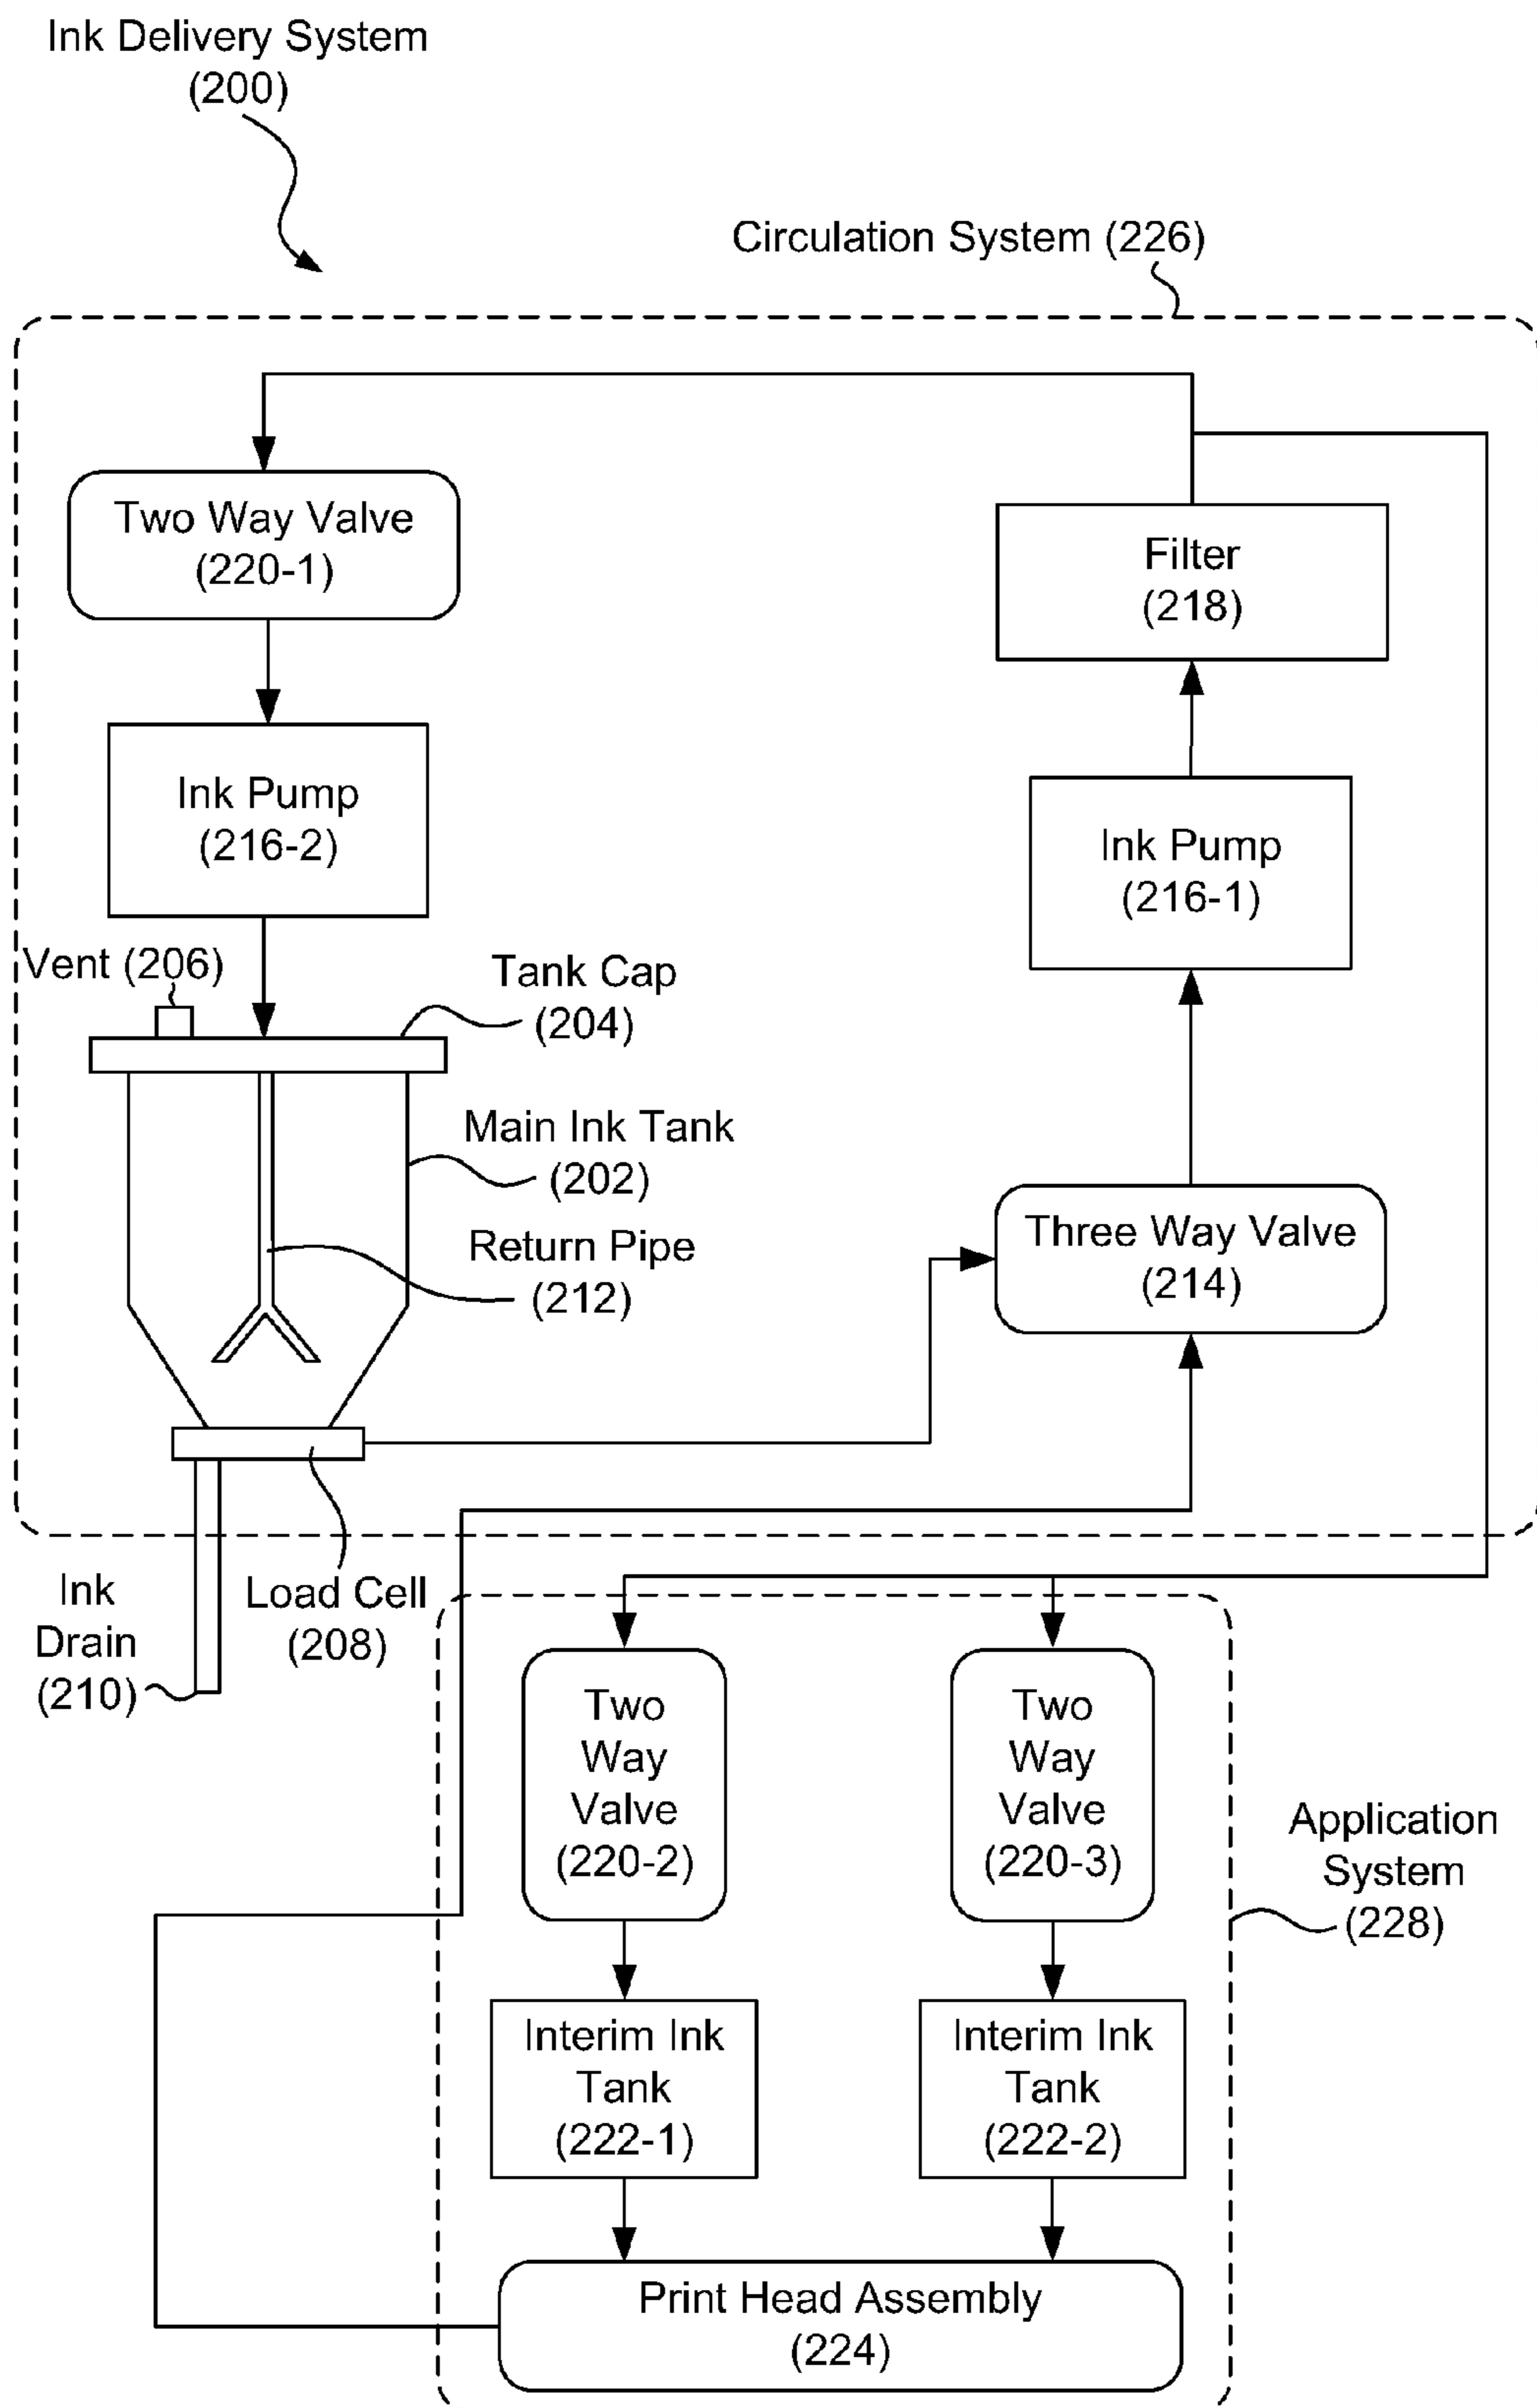 Ink Delivery System
(200)
Circulation System (226)
Two Way Valve
(220-1)
Filter
(218)
Ink Pump
(216-2)
Ink Pump
(216-1)
Vent (206)
Tank Cap
(204)
Main Ink Tank
(202)
Return Pipe
(212)
Three Way Valve
(214)
Ink
Drain
(210)
Load Cell
(208)
Two
Way
Valve
(220-2)
Two
Way
Valve
(220-3)
Application
System
(228)
Interim Ink
Tank
(222-1)
Interim Ink
Tank
(222-2)
Print Head Assembly
(224)